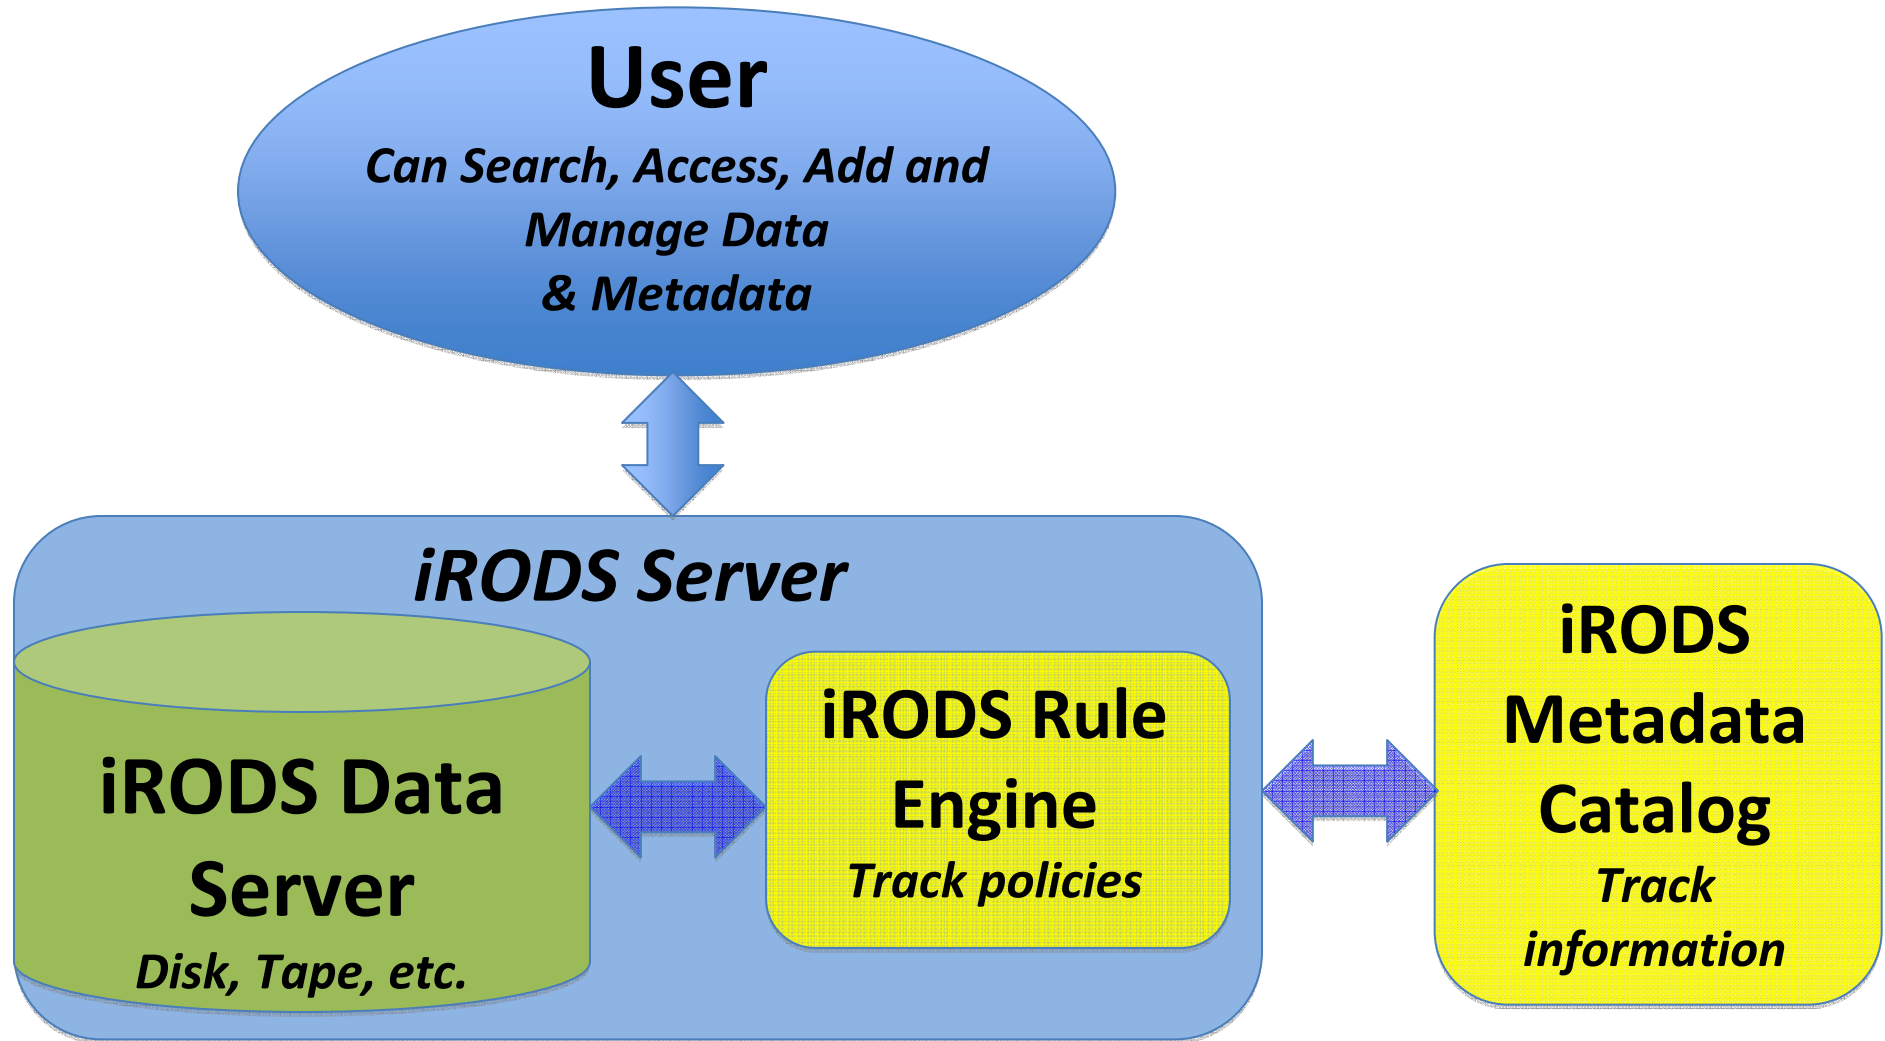 User
Can Search, Access, Add and
Manage Data
& Metadata
iRODS Server
iRODS Data
Server
Disk, Tape, etc.
iRODS Rule
Engine
Track policies
iRODS
Metadata
Catalog
Track
information